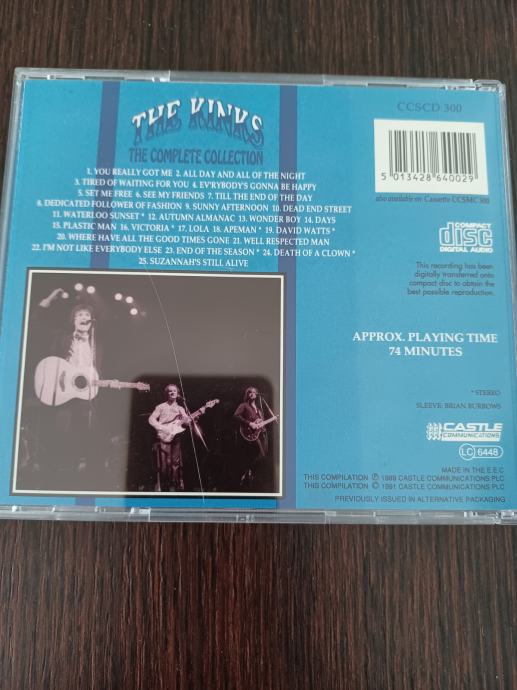 THE KINKS
THE COMPLETE COLLECTION
1. YOU REALLY GOT ME 2. ALL DAY AND ALL OF THE NIGHT
3. TIRED OF WAITING FOR YOU 4. EV'RYBODY'S GONNA BE HAPPY
5. SET ME FREE 6. SEE MY FRIENDS 7. TILL THE END OF THE DAY
8. DEDICATED FOLLOWER OF FASHION 9. SUNNY AFTERNOON 10. DEAD END STREET
11. WATERLOO SUNSET * 12. AUTUMN ALMANAC 13. WONDER BOY 14. DAYS
15. PLASTIC MAN 16. VICTORIA * 17. LOLA 18. APEMAN * 19. DAVID WATTS *
20. WHERE HAVE ALL THE GOOD TIMES GONE 21. WELL RESPECTED MAN
22. I'M NOT LIKE EVERYBODY ELSE 23. END OF THE SEASON * 24. DEATH OF A CLOWN *
25. SUZANNAH'S STILL ALIVE
CCSCD 300
5 013428 640029
also available on Cassette CCSMC 300
COMPACT
disc
DIGITAL AUDIO
This recording has been
digitally transferred onto
compact disc to obtain the
best possible reproduction.
APPROX. PLAYING TIME
74 MINUTES
* STEREO
SLEEVE: BRIAN BURROWS
CASTLE
COMMUNICATIONS
LC 6448
MADE IN THE E.E.C
THIS COMPILATION ℗ 1989 CASTLE COMMUNICATIONS PLC
THIS COMPILATION © 1991 CASTLE COMMUNICATIONS PLC
PREVIOUSLY ISSUED IN ALTERNATIVE PACKAGING